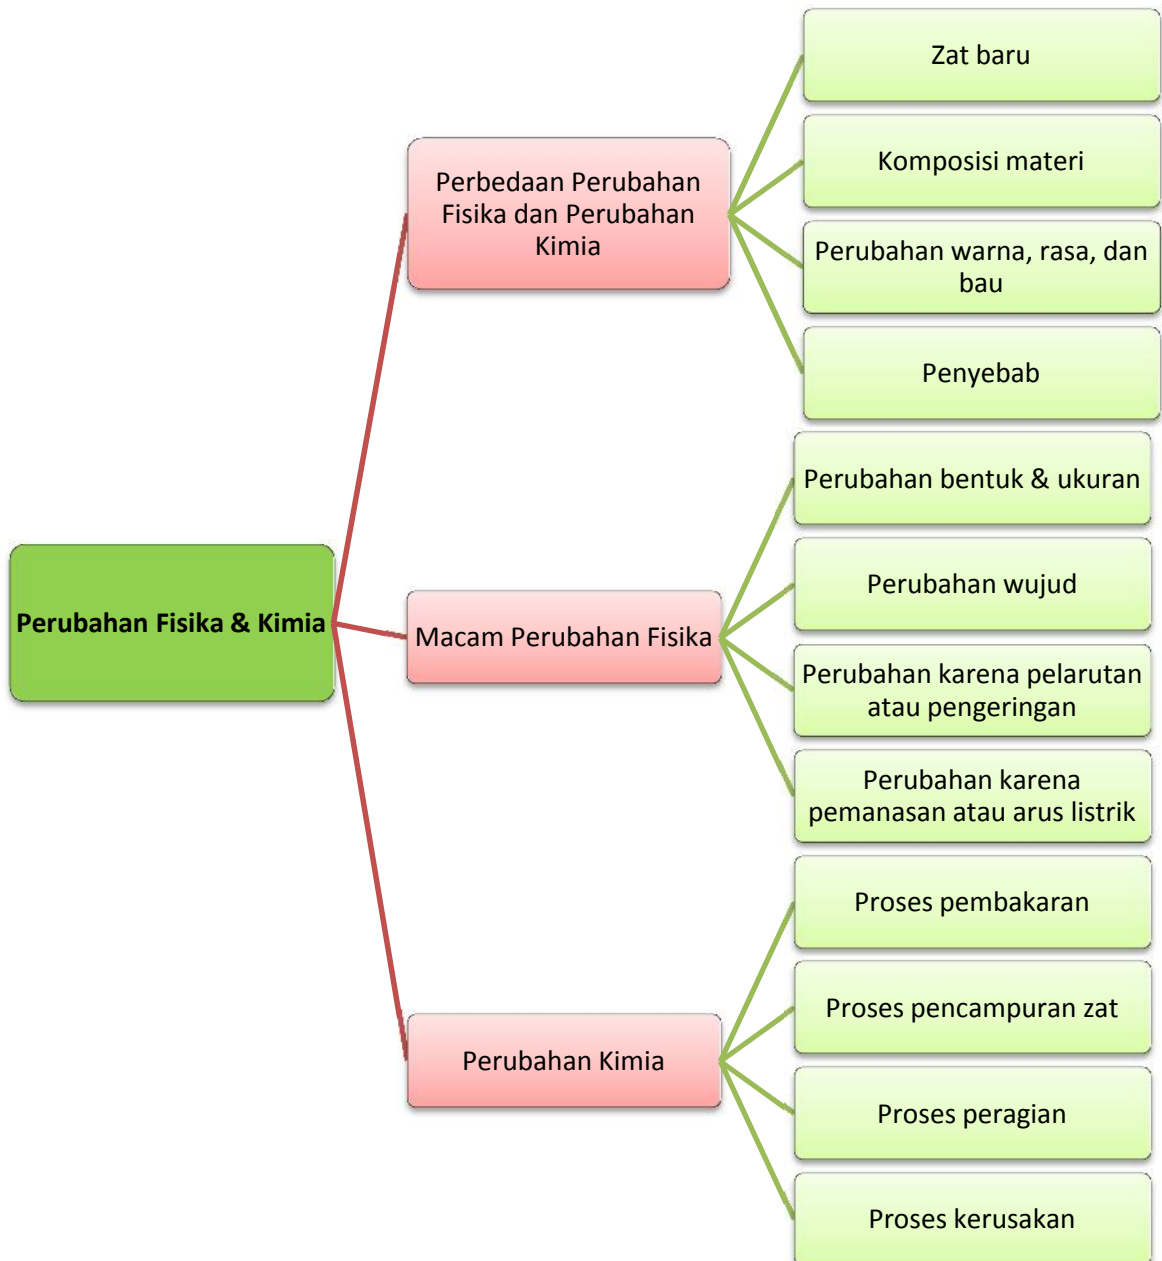 Perubahan Fisika & Kimia
Perbedaan Perubahan
Fisika dan Perubahan
Kimia
Zat baru
Komposisi materi
Perubahan warna, rasa, dan
bau
Penyebab
Macam Perubahan Fisika
Perubahan bentuk & ukuran
Perubahan wujud
Perubahan karena pelarutan
atau pengeringan
Perubahan karena
pemanasan atau arus listrik
Perubahan Kimia
Proses pembakaran
Proses pencampuran zat
Proses peragian
Proses kerusakan